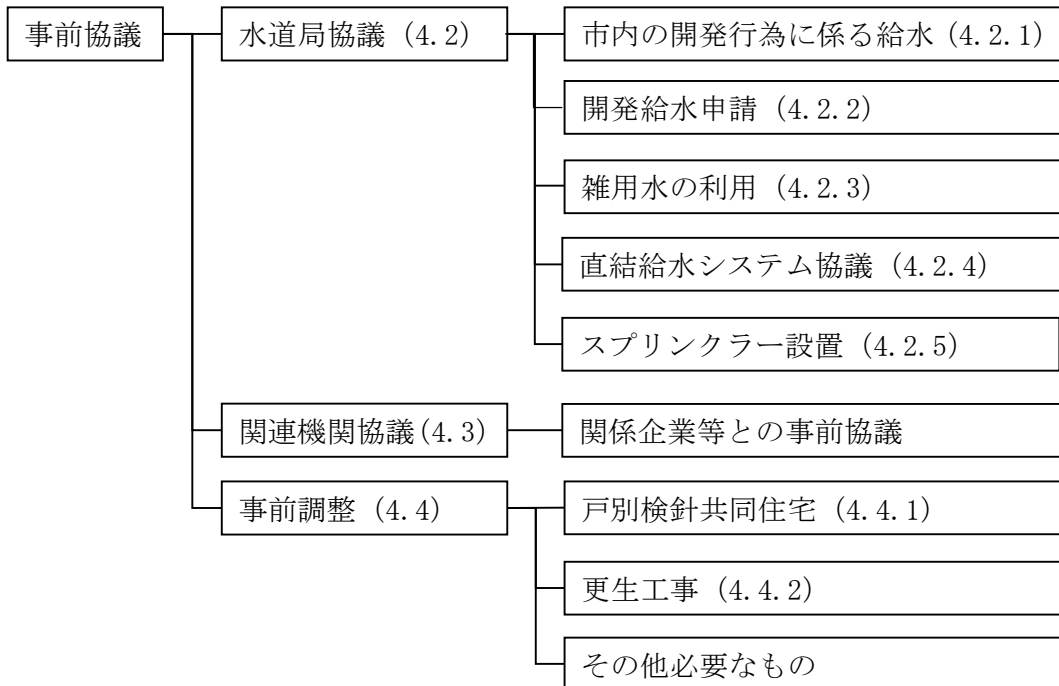 事前協議
水道局協議 (4.2)
市内の開発行為に係る給水 (4.2.1)
開発給水申請 (4.2.2)
雑用水の利用 (4.2.3)
直結給水システム協議 (4.2.4)
スプリンクラー設置 (4.2.5)
関連機関協議(4.3)
関係企業等との事前協議
事前調整 (4.4)
戸別検針共同住宅 (4.4.1)
更生工事 (4.4.2)
その他必要なもの